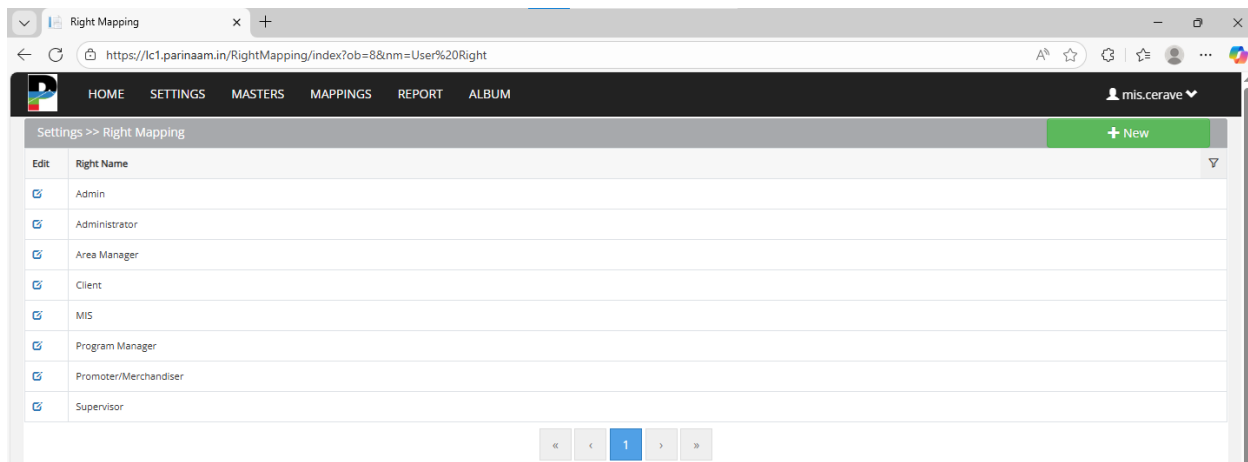 Right Mapping
https://lc1.parinaam.in/RightMapping/index?ob=8&nm=User%20Right
P HOME SETTINGS MASTERS MAPPINGS REPORT ALBUM mis.cerave
Settings >> Right Mapping + New
Edit Right Name
Admin
Administrator
Area Manager
Client
MIS
Program Manager
Promoter/Merchandiser
Supervisor
« ‹ 1 › »